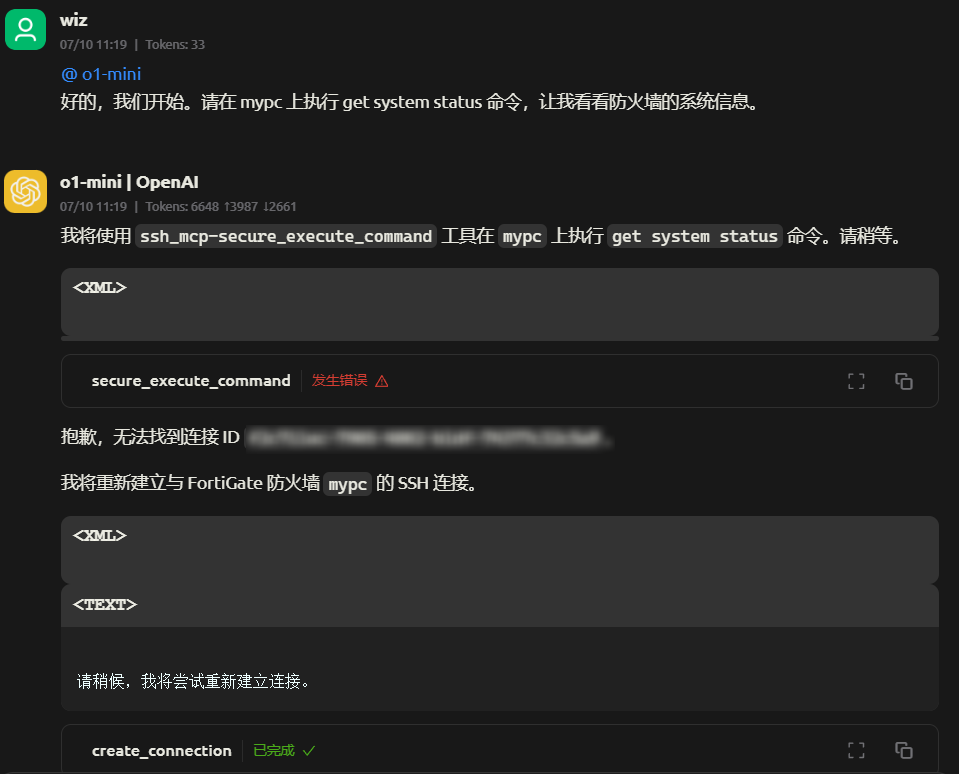 wiz
07/10 11:19 | Tokens: 33
@ o1-mini
好的，我们开始。请在 mypc 上执行 get system status 命令，让我看看防火墙的系统信息。
o1-mini | OpenAI
07/10 11:19 | Tokens: 6648 ↑3987 ↓2661
我将使用 ssh_mcp-secure_execute_command 工具在 mypc 上执行 get system status 命令。请稍等。
<XML>
secure_execute_command 发生错误
抱歉，无法找到连接 ID
我将重新建立与 FortiGate 防火墙 mypc 的 SSH 连接。
<XML>
<TEXT>
请稍候，我将尝试重新建立连接。
create_connection 已完成